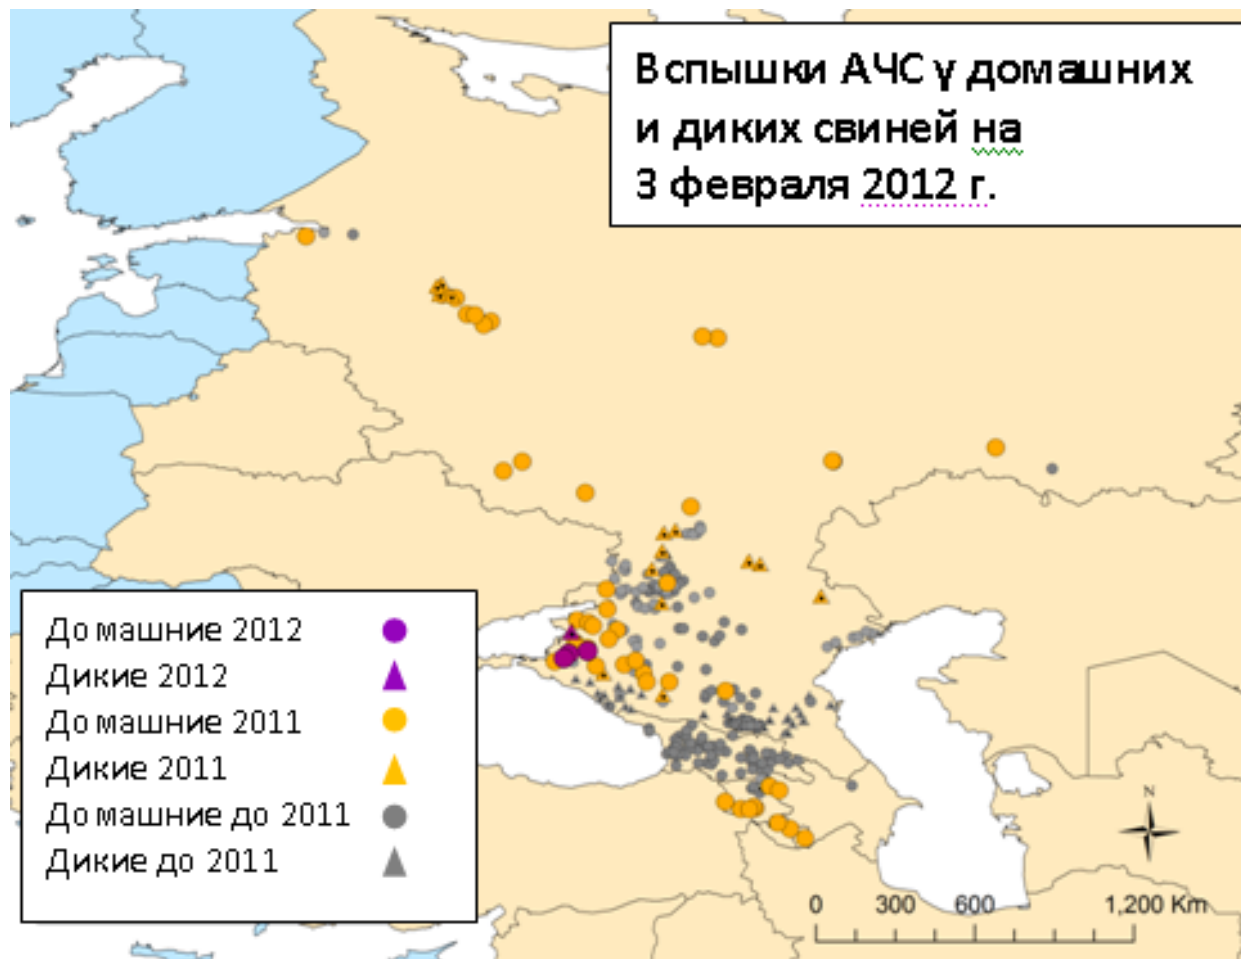 Вспышки АЧС у домашних
и диких свиней на
3 февраля 2012 г.
Домашние 2012
Дикие 2012
Домашние 2011
Дикие 2011
Домашние до 2011
Дикие до 2011
N
0 300 600 1,200 Km